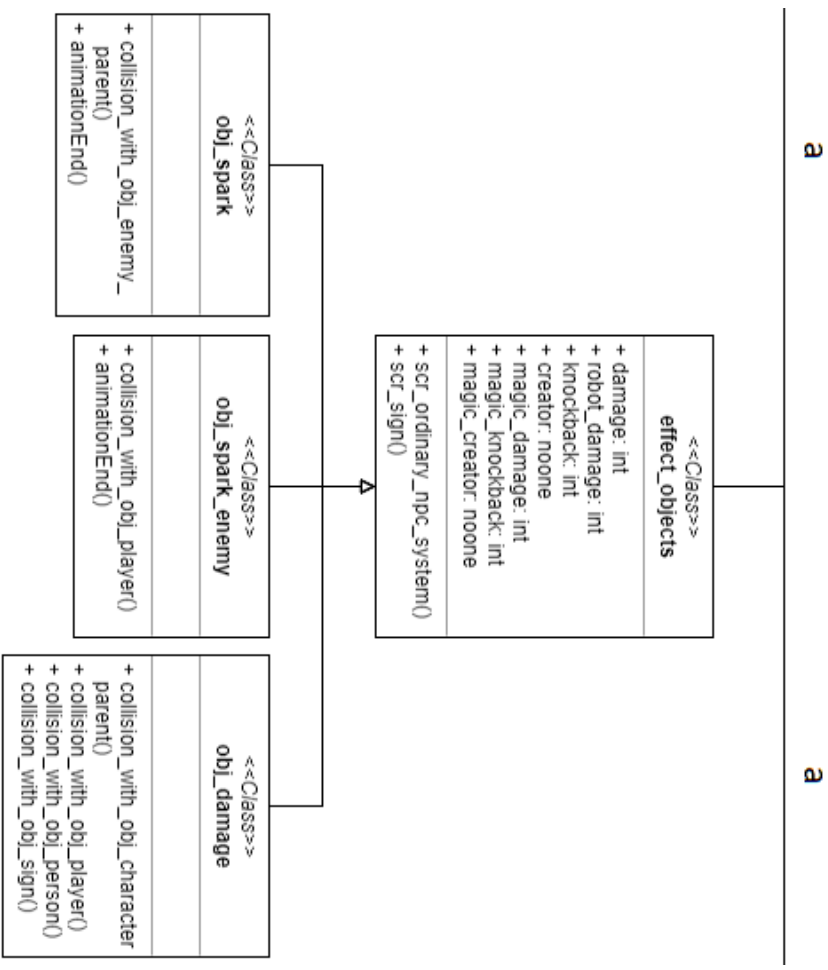 a
a
<<Class>>
effect_objects
+ damage: int
+ robot_damage: int
+ knockback: int
+ creator: noone
+ magic_damage: int
+ magic_knockback: int
+ magic_creator: noone
+ scr_ordinary_npc_system()
+ scr_sign()
<<Class>>
obj_spark
+ collision_with_obj_enemy_
parent()
+ animationEnd()
<<Class>>
obj_spark_enemy
+ collision_with_obj_player()
+ animationEnd()
<<Class>>
obj_damage
+ collision_with_obj_character
parent()
+ collision_with_obj_player()
+ collision_with_obj_person()
+ collision_with_obj_sign()